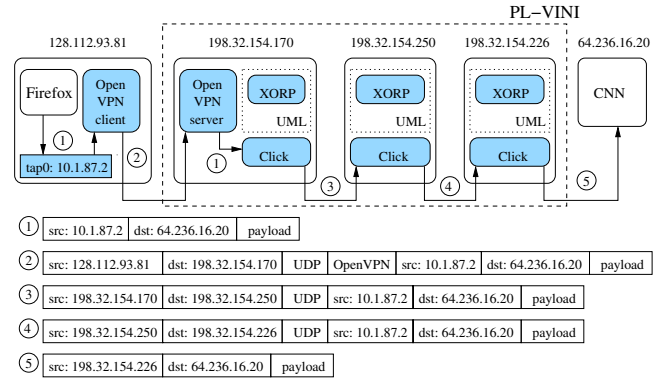 PL-VINI
128.112.93.81 198.32.154.170 198.32.154.250 198.32.154.226 64.236.16.20
Firefox
Open VPN client
Open VPN server
XORP
UML
XORP
UML
XORP
UML
CNN
1
tap0: 10.1.87.2
2
1
Click
3
Click
4
Click
5
1 src: 10.1.87.2 dst: 64.236.16.20 payload
2 src: 128.112.93.81 dst: 198.32.154.170 UDP OpenVPN src: 10.1.87.2 dst: 64.236.16.20 payload
3 src: 198.32.154.170 dst: 198.32.154.250 UDP src: 10.1.87.2 dst: 64.236.16.20 payload
4 src: 198.32.154.250 dst: 198.32.154.226 UDP src: 10.1.87.2 dst: 64.236.16.20 payload
5 src: 198.32.154.226 dst: 64.236.16.20 payload